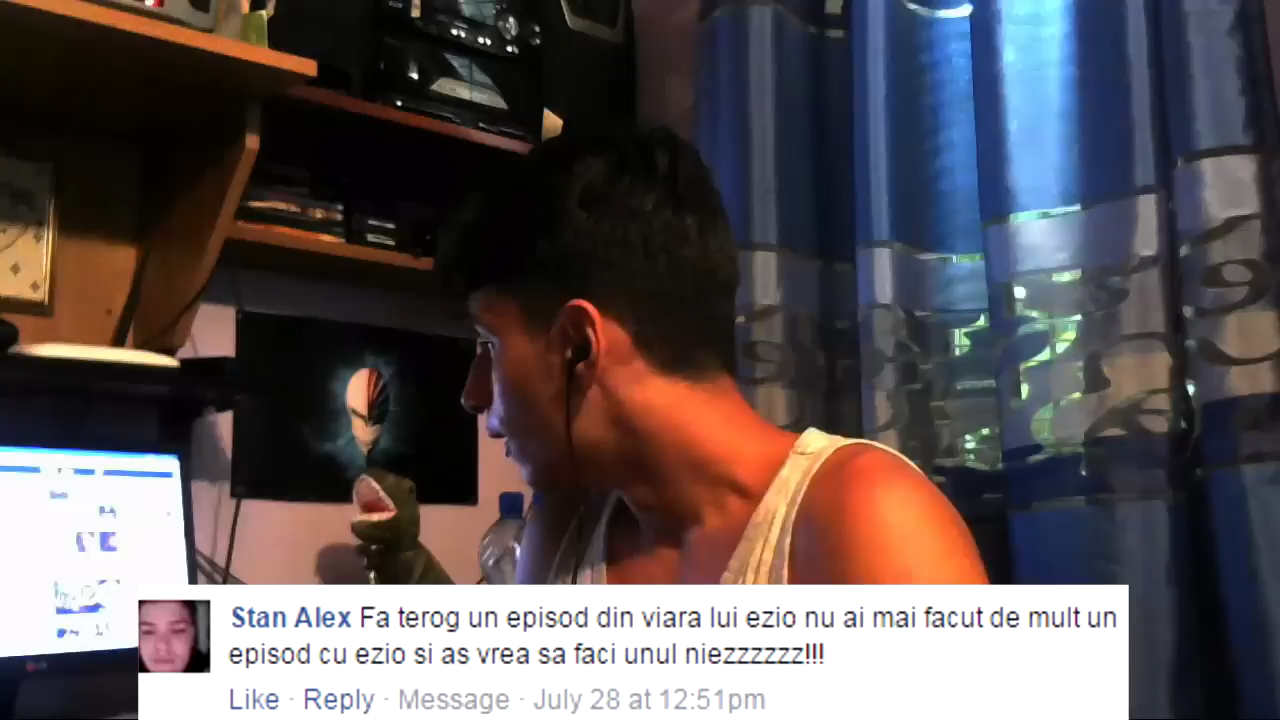 Stan Alex Fa terog un episod din viara lui ezio nu ai mai facut de mult un
episod cu ezio si as vrea sa faci unul niezzzzzz!!!
Like · Reply · Message · July 28 at 12:51pm